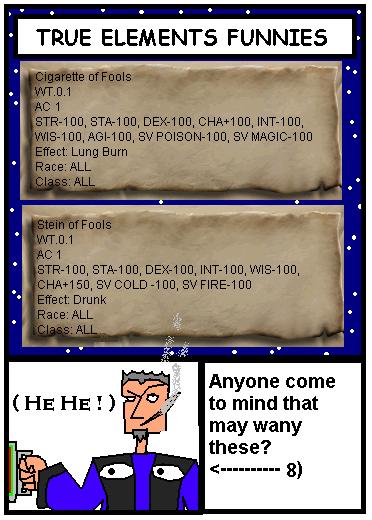 TRUE ELEMENTS FUNNIES
Cigarette of Fools
WT.0.1
AC 1
STR-100, STA-100, DEX-100, CHA+100, INT-100,
WIS-100, AGI-100, SV POISON-100, SV MAGIC-100
Effect: Lung Burn
Race: ALL
Class: ALL
Stein of Fools
WT.0.1
AC 1
STR-100, STA-100, DEX-100, INT-100, WIS-100,
CHA+150, SV COLD -100, SV FIRE-100
Effect: Drunk
Race: ALL
Class: ALL
( HE HE ! )
Anyone come
to mind that
may wany
these?
<---------- 8)